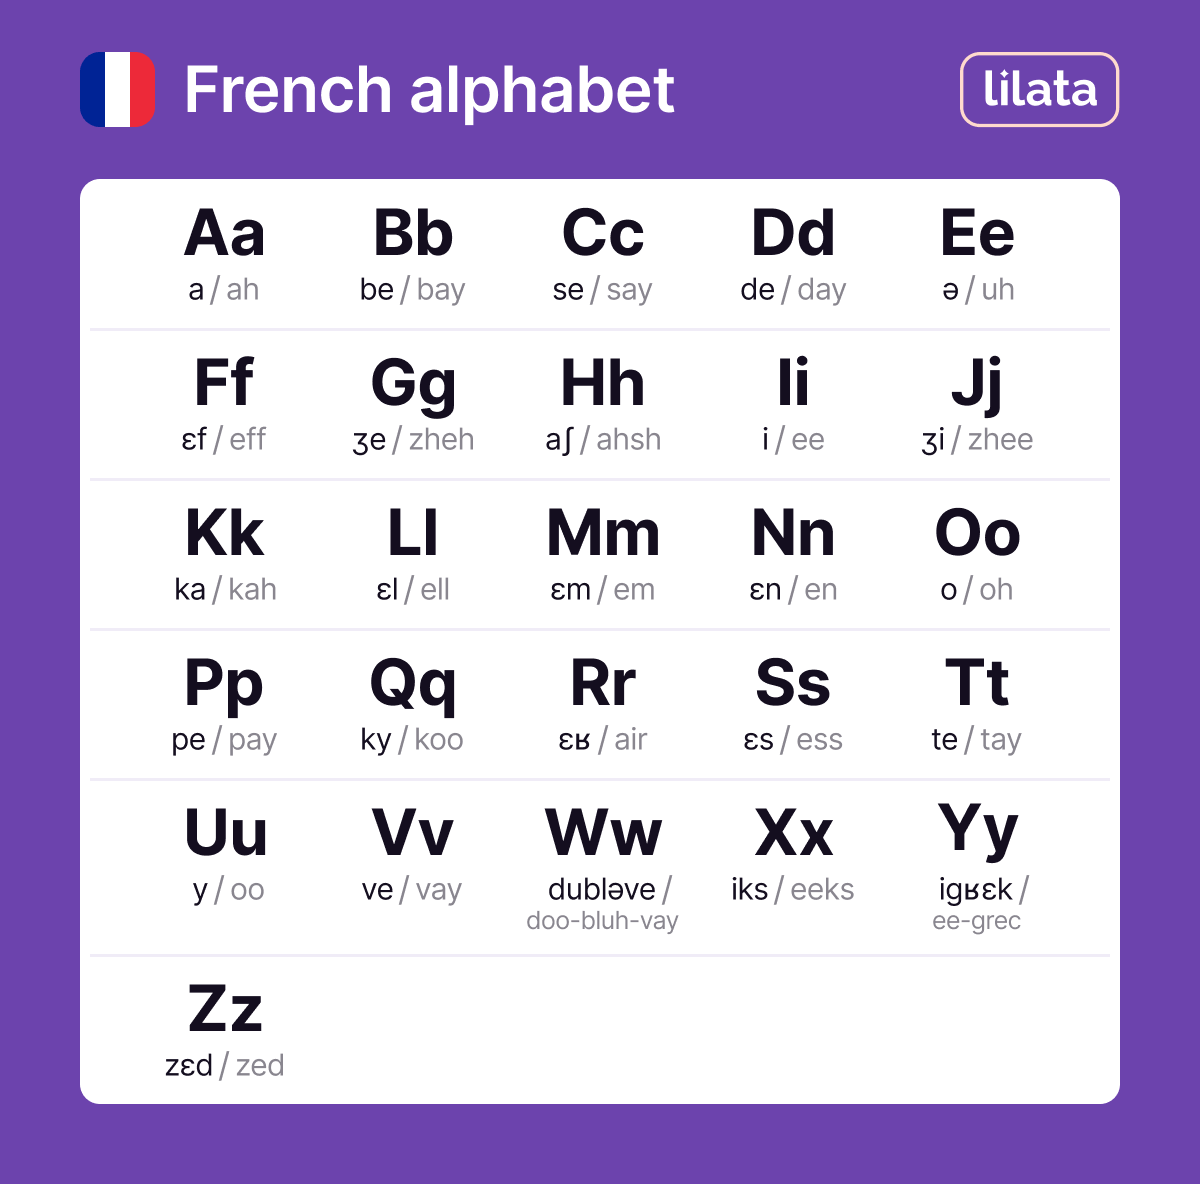 French alphabet
lilata
Aa Bb Cc Dd Ee
a / ah be / bay se / say de / day ə / uh
Ff Gg Hh Ii Jj
ɛf / eff ʒe / zheh aʃ / ahsh i / ee ʒi / zhee
Kk Ll Mm Nn Oo
ka / kah ɛl / ell ɛm / em ɛn / en o / oh
Pp Qq Rr Ss Tt
pe / pay ky / koo ɛʁ / air ɛs / ess te / tay
Uu Vv Ww Xx Yy
y / oo ve / vay dubləve / iks / eeks igʁɛk /
doo-bluh-vay ee-grec
Zz
zɛd / zed